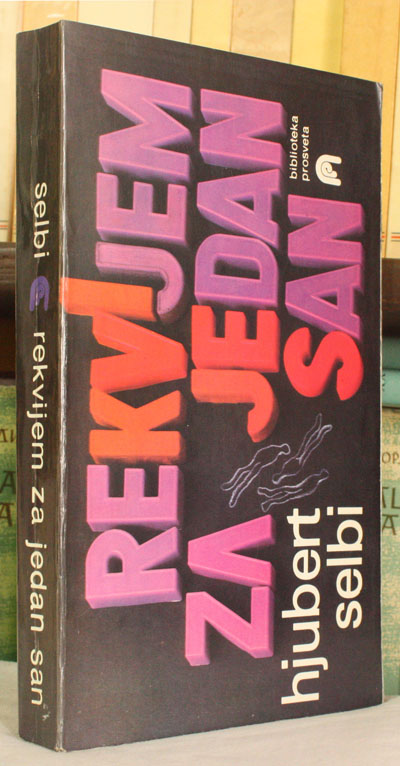 REKVIJEM
ZA JEDAN
SAN
hjubert
selbi
biblioteka
prosveta
selbi rekvijem za jedan san